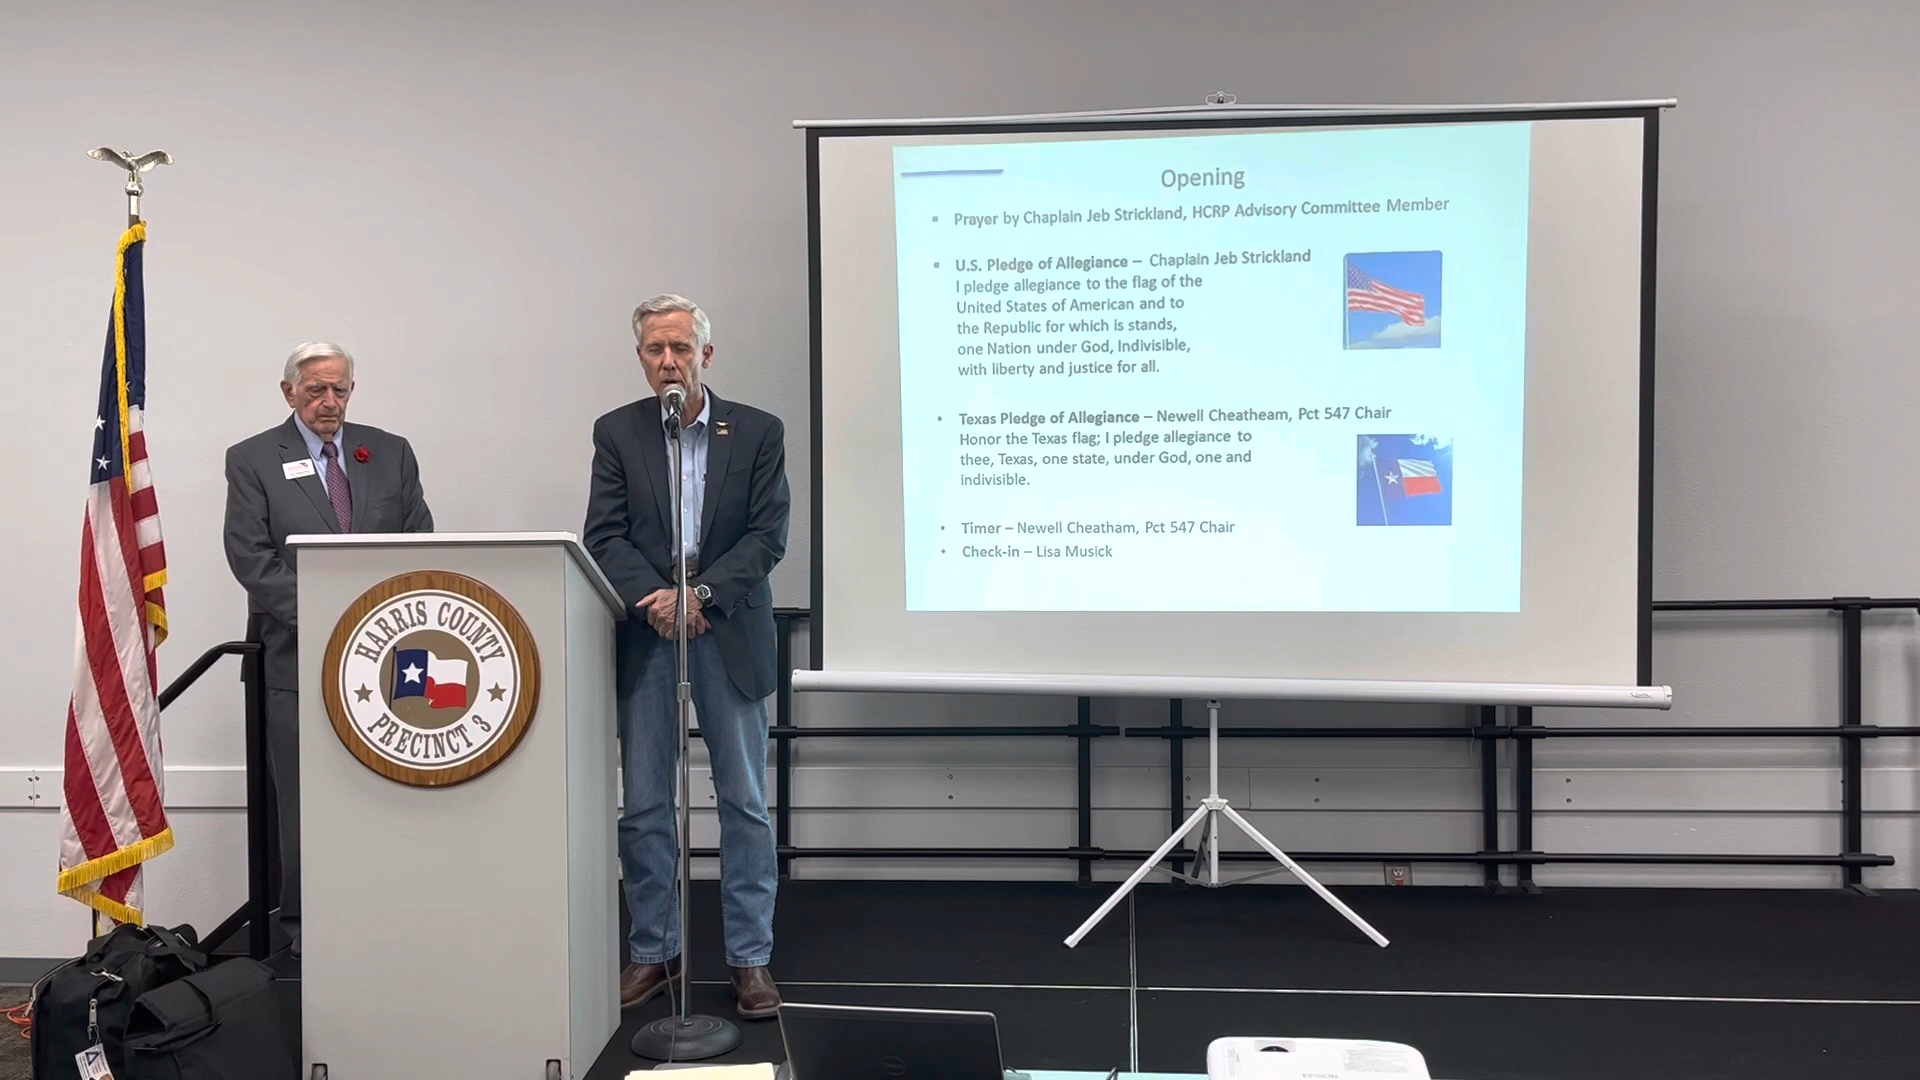 Opening
Prayer by Chaplain Jeb Strickland, HCRP Advisory Committee Member
U.S. Pledge of Allegiance – Chaplain Jeb Strickland
I pledge allegiance to the flag of the
United States of American and to
the Republic for which is stands,
one Nation under God, Indivisible,
with liberty and justice for all.
Texas Pledge of Allegiance – Newell Cheatheam, Pct 547 Chair
Honor the Texas flag; I pledge allegiance to
thee, Texas, one state, under God, one and
indivisible.
Timer – Newell Cheatham, Pct 547 Chair
Check-in – Lisa Musick
HARRIS COUNTY
PRECINCT 3
EPSON